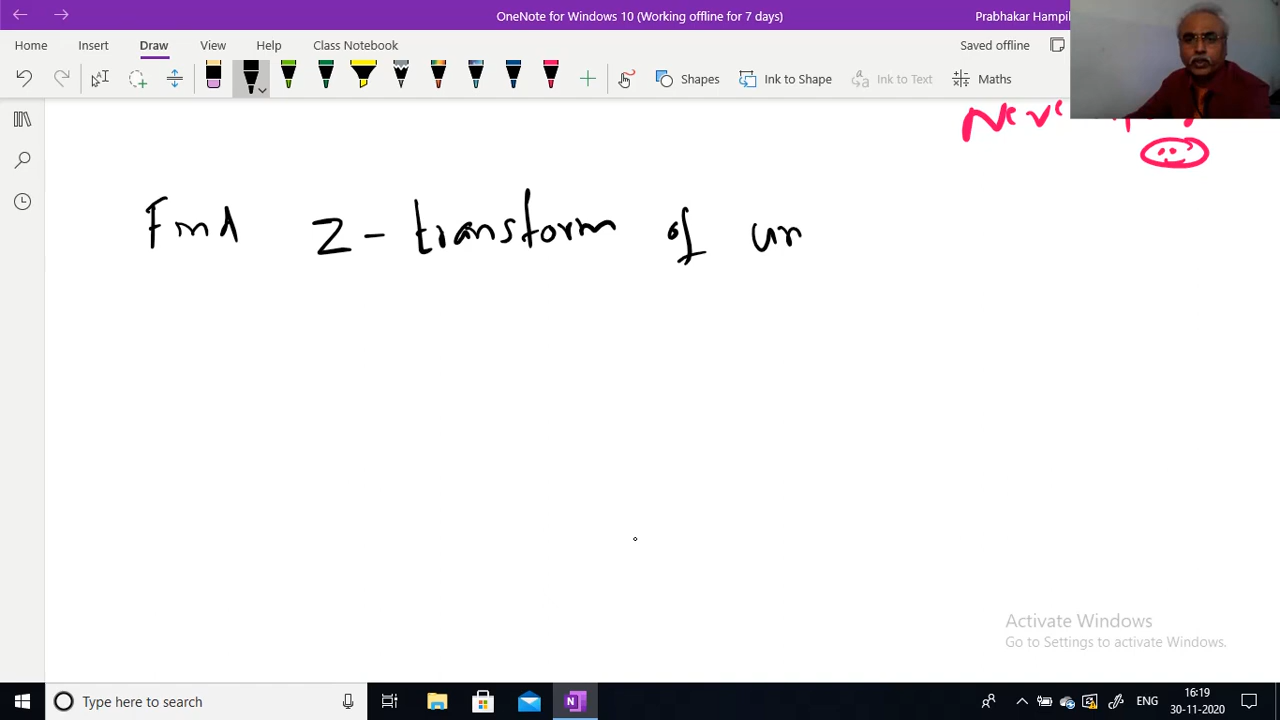 OneNote for Windows 10 (Working offline for 7 days)
Prabhakar Hampil
Home Insert Draw View Help Class Notebook
Saved offline
Shapes Ink to Shape Ink to Text Maths
Find Z-transform of un
Activate Windows
Go to Settings to activate Windows.
Type here to search
ENG
16:19
30-11-2020